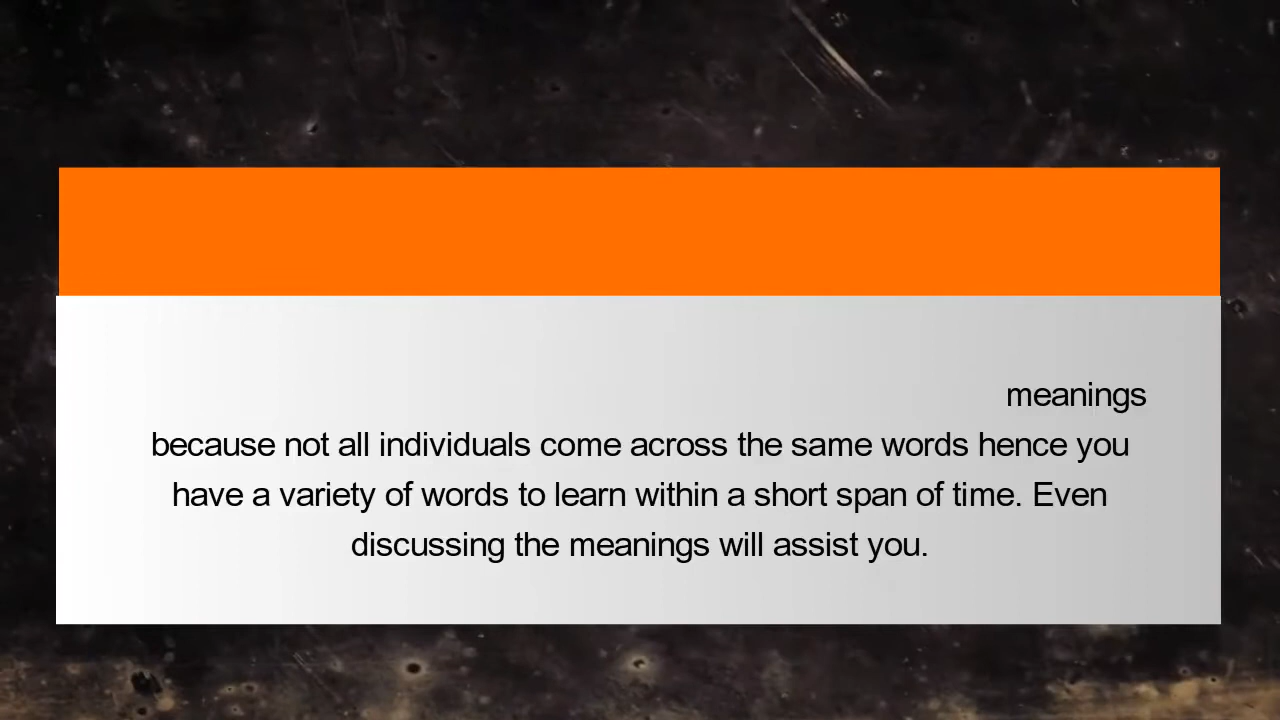 meanings
because not all individuals come across the same words hence you
have a variety of words to learn within a short span of time. Even
discussing the meanings will assist you.